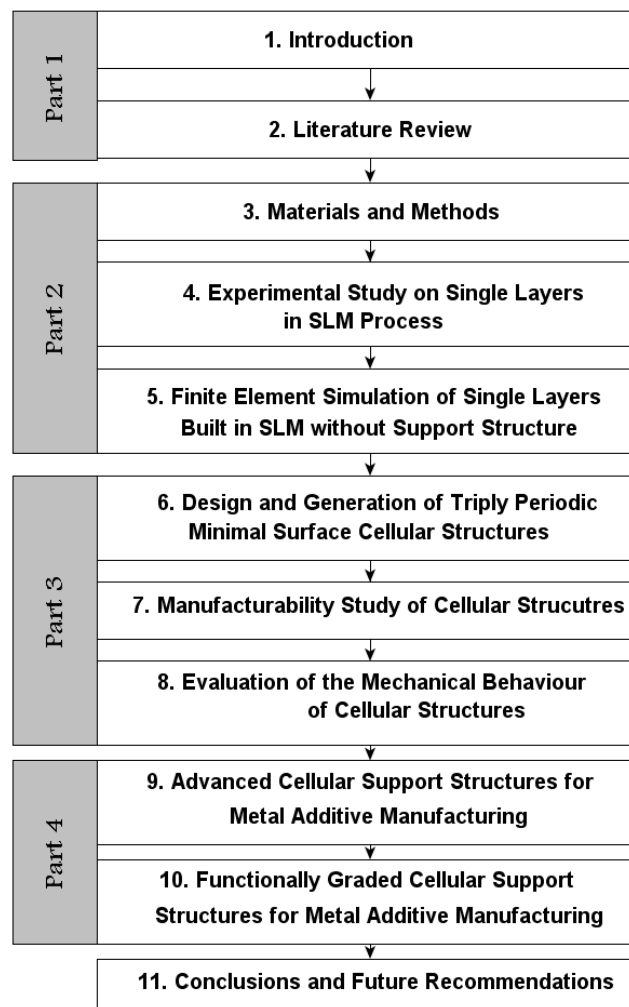 Part 1
1. Introduction
2. Literature Review
Part 2
3. Materials and Methods
4. Experimental Study on Single Layers
in SLM Process
5. Finite Element Simulation of Single Layers
Built in SLM without Support Structure
Part 3
6. Design and Generation of Triply Periodic
Minimal Surface Cellular Structures
7. Manufacturability Study of Cellular Strucutres
8. Evaluation of the Mechanical Behaviour
of Cellular Structures
Part 4
9. Advanced Cellular Support Structures for
Metal Additive Manufacturing
10. Functionally Graded Cellular Support
Structures for Metal Additive Manufacturing
11. Conclusions and Future Recommendations